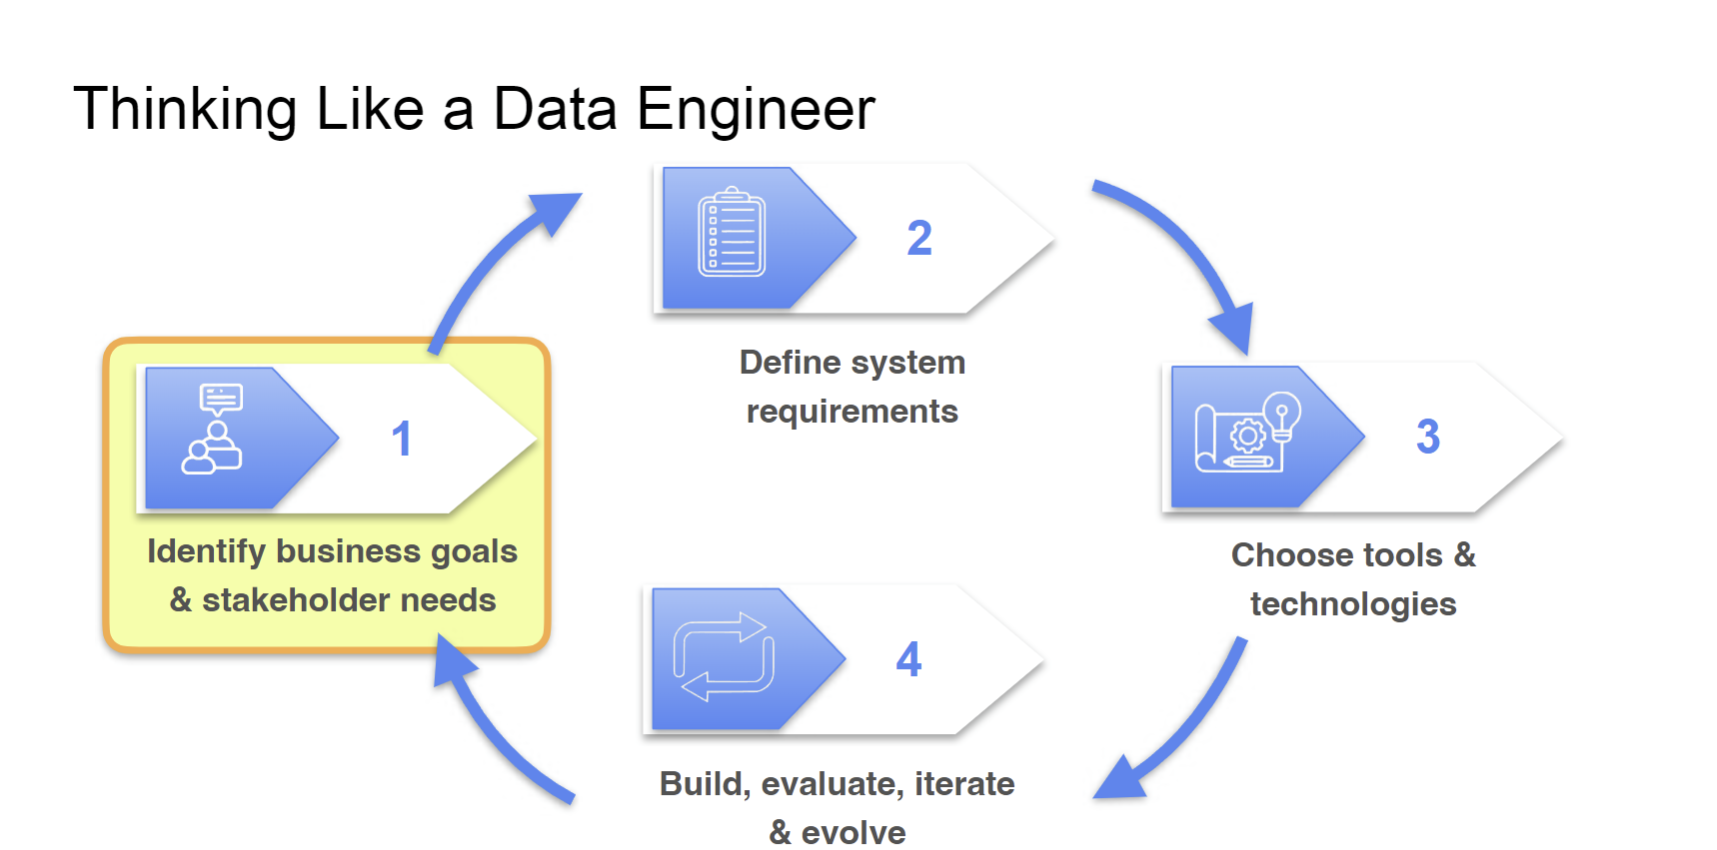 Thinking Like a Data Engineer
1
Identify business goals
& stakeholder needs
2
Define system
requirements
3
Choose tools &
technologies
4
Build, evaluate, iterate
& evolve